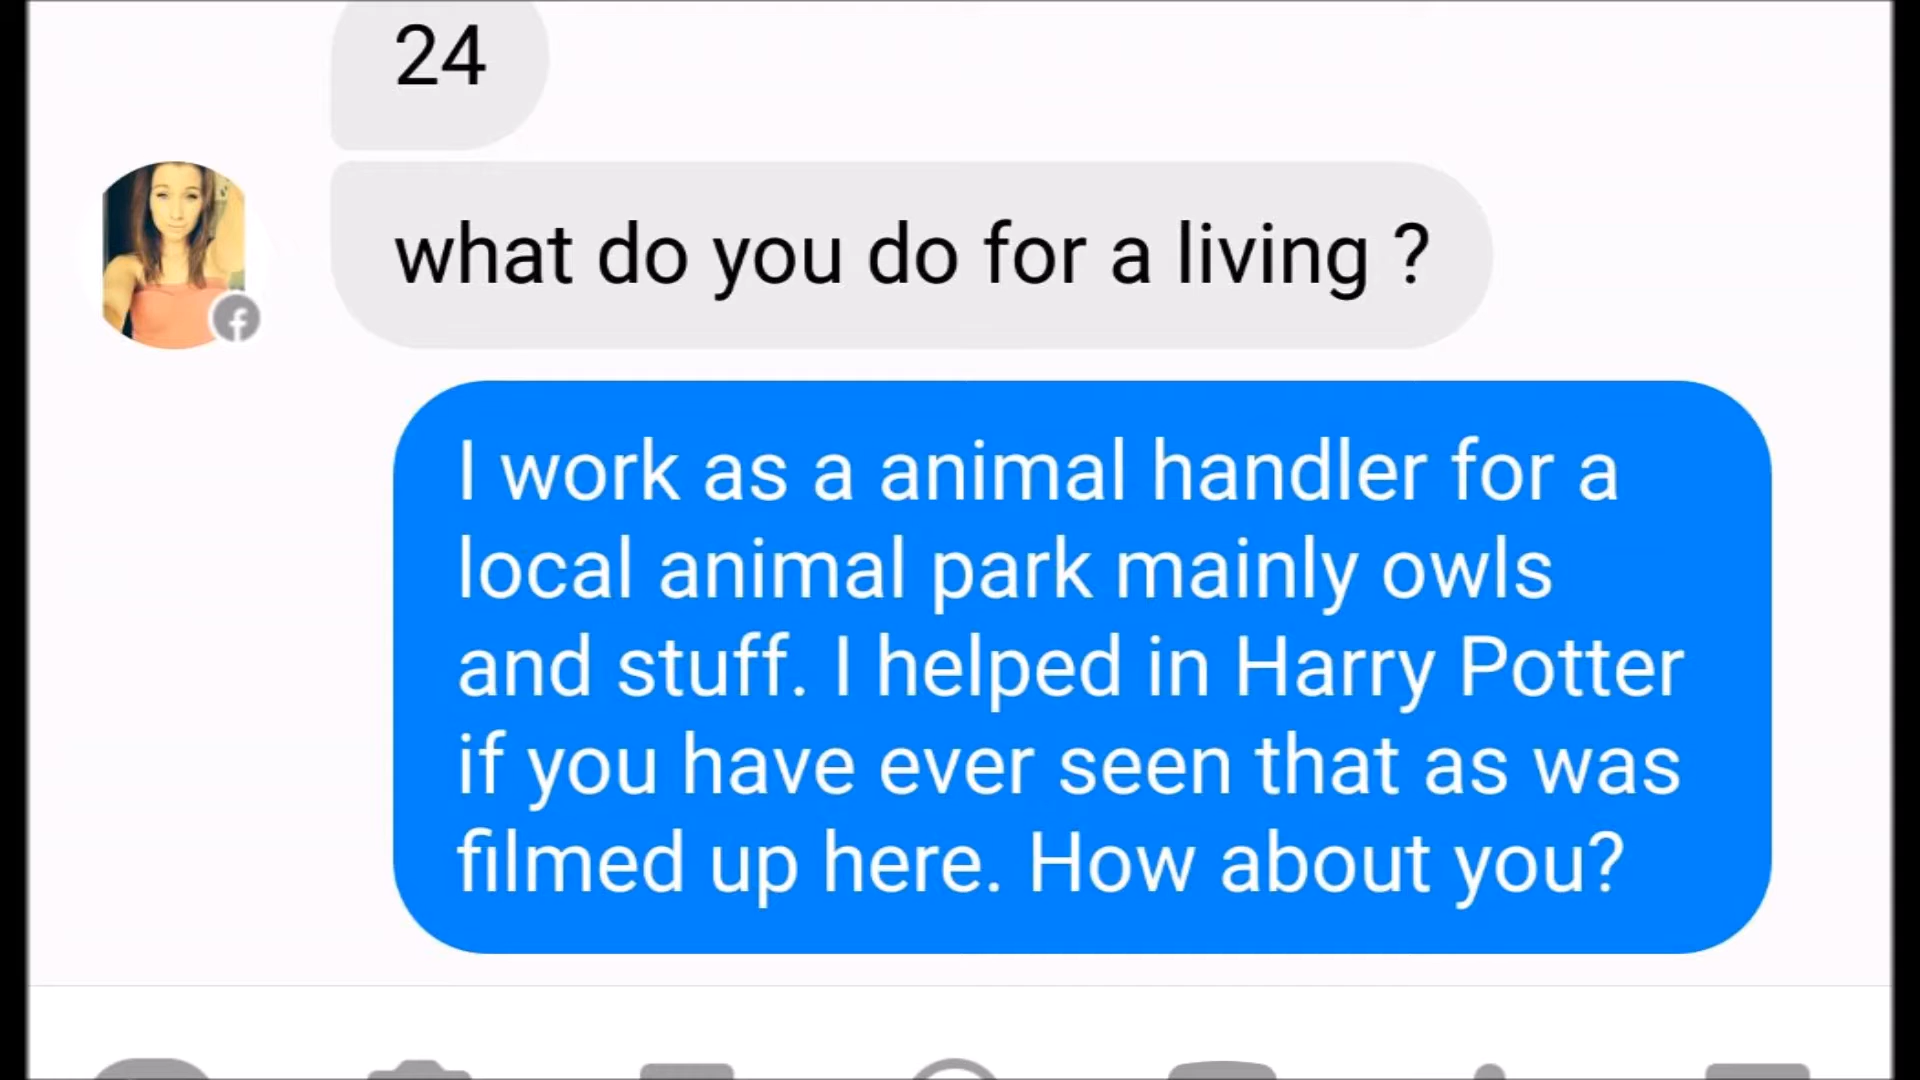 24
what do you do for a living ?
I work as a animal handler for a
local animal park mainly owls
and stuff. I helped in Harry Potter
if you have ever seen that as was
filmed up here. How about you?